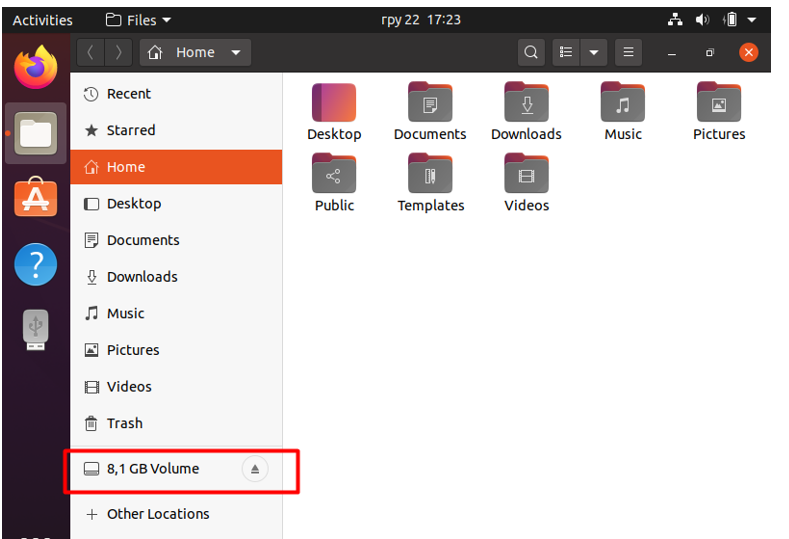 Activities Files гру 22 17:23
Home
Recent
Starred
Home
Desktop
Documents
Downloads
Music
Pictures
Videos
Trash
8,1 GB Volume
Other Locations
Desktop Documents Downloads Music Pictures
Public Templates Videos